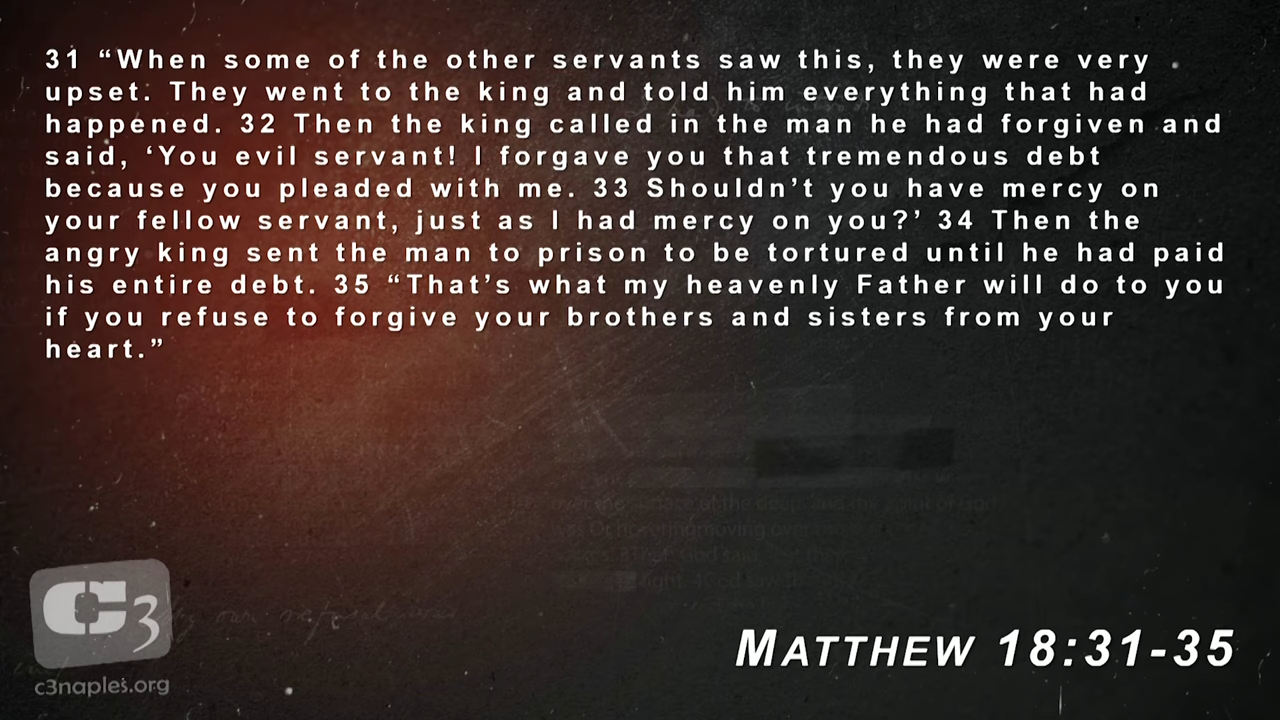 31 “When some of the other servants saw this, they were very
upset. They went to the king and told him everything that had
happened. 32 Then the king called in the man he had forgiven and
said, ‘You evil servant! I forgave you that tremendous debt
because you pleaded with me. 33 Shouldn’t you have mercy on
your fellow servant, just as I had mercy on you?’ 34 Then the
angry king sent the man to prison to be tortured until he had paid
his entire debt. 35 “That’s what my heavenly Father will do to you
if you refuse to forgive your brothers and sisters from your
heart.”
C3
c3naples.org
MATTHEW 18:31-35